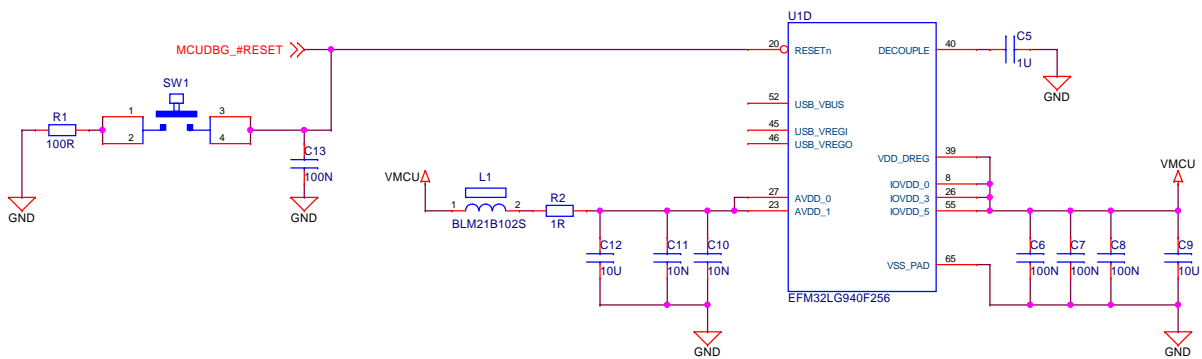 U1D
MCUDBG_#RESET
20
RESETn
DECOUPLE
40
C5
1U
GND
SW1
R1
100R
1
2
3
4
C13
100N
GND
GND
52
USB_VBUS
45
USB_VREGI
46
USB_VREGO
VDD_DREG
39
IOVDD_0
8
IOVDD_3
26
IOVDD_5
55
VMCU
VMCU
L1
1
2
BLM21B102S
R2
1R
27
AVDD_0
23
AVDD_1
C12
10U
C11
10N
C10
10N
GND
VSS_PAD
65
C6
100N
C7
100N
C8
100N
C9
10U
GND
EFM32LG940F256